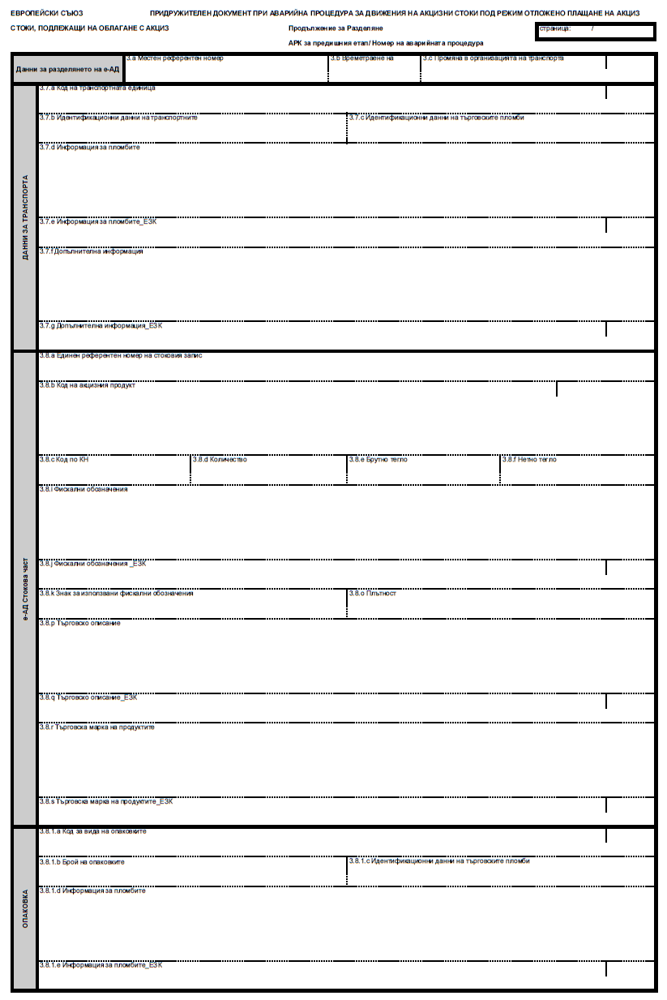 ЕВРОПЕЙСКИ СЪЮЗ ПРИДРУЖИТЕЛЕН ДОКУМЕНТ ПРИ АВАРИЙНА ПРОЦЕДУРА ЗА ДВИЖЕНИЯ НА АКЦИЗНИ СТОКИ ПОД РЕЖИМ ОТЛОЖЕНО ПЛАЩАНЕ НА АКЦИЗ
СТОКИ, ПОДЛЕЖАЩИ НА ОБЛАГАНЕ С АКЦИЗ Продължение за Разделяне страница: /
АРК за предишния етап/ Номер на аварийната процедура
Данни за разделянето на е-АД
3.a Местен референтен номер 3.b Времетраене на 3.c Промяна в организацията на транспорта
ДАННИ ЗА ТРАНСПОРТА
3.7.a Код на транспортната единица
3.7.b Идентификационни данни на транспортните 3.7.c Идентификационни данни на търговските пломби
3.7.d Информация за пломбите
3.7.e Информация за пломбите_ЕЗК
3.7.f Допълнителна информация
3.7.g Допълнителна информация_ЕЗК
е-АД Стокова част
3.8.a Единен референтен номер на стоковия запис
3.8.b Код на акцизния продукт
3.8.c Код по КН 3.8.d Количество 3.8.e Брутно тегло 3.8.f Нетно тегло
3.8.i Фискални обозначения
3.8.j Фискални обозначения _ЕЗК
3.8.k Знак за използвани фискални обозначения 3.8.o Плътност
3.8.p Търговско описание
3.8.q Търговско описание_ЕЗК
3.8.r Търговска марка на продуктите
3.8.s Търговска марка на продуктите_ЕЗК
ОПАКОВКА
3.8.1.a Код за вида на опаковките
3.8.1.b Брой на опаковките 3.8.1.c Идентификационни данни на търговските пломби
3.8.1.d Информация за пломбите
3.8.1.e Информация за пломбите_ЕЗК